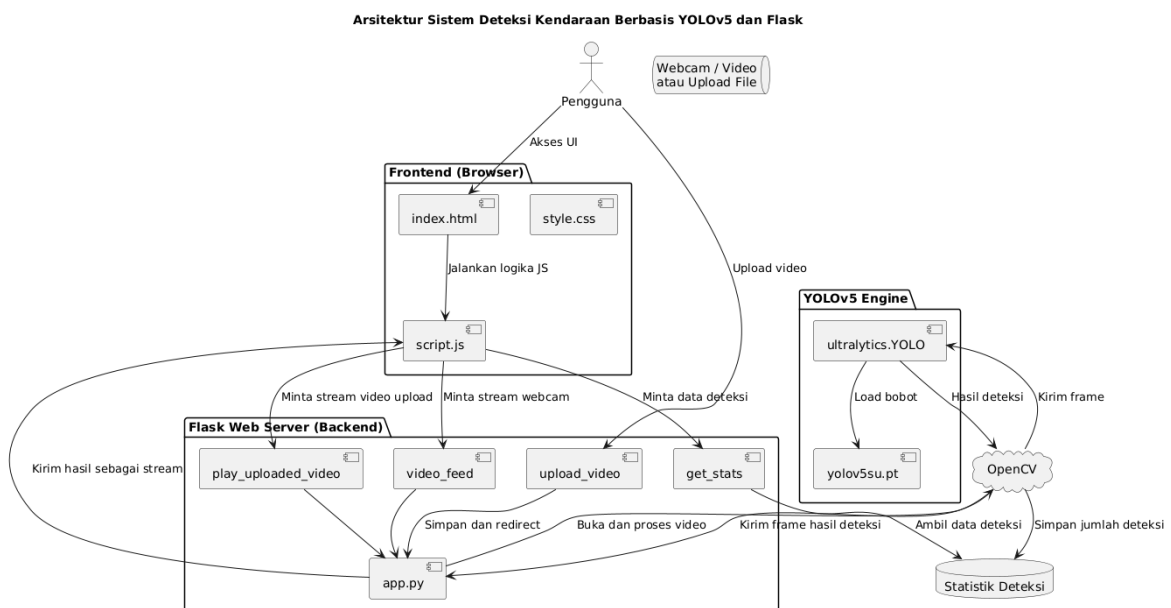 Arsitektur Sistem Deteksi Kendaraan Berbasis YOLOv5 dan Flask
Webcam / Video
atau Upload File
Pengguna
Akses UI
Frontend (Browser)
index.html
style.css
Jalankan logika JS
Upload video
YOLOv5 Engine
script.js
ultralytics.YOLO
Minta stream video upload
Minta stream webcam
Minta data deteksi
Load bobot
Hasil deteksi
Kirim frame
Flask Web Server (Backend)
Kirim hasil sebagai stream
play_uploaded_video
video_feed
upload_video
get_stats
yolov5su.pt
OpenCV
Simpan dan redirect
Buka dan proses video
Kirim frame hasil deteksi
Ambil data deteksi
Simpan jumlah deteksi
app.py
Statistik Deteksi